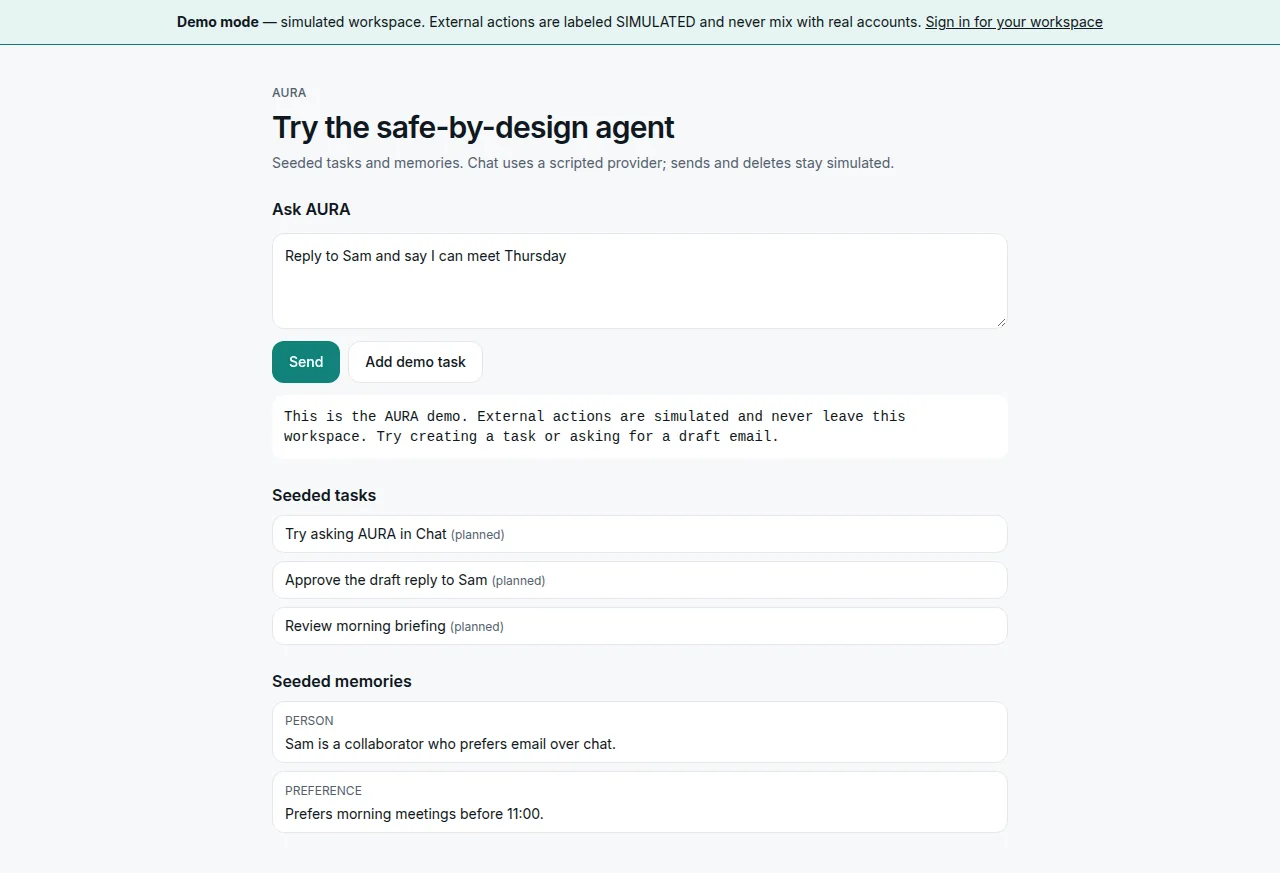 Demo mode — simulated workspace. External actions are labeled SIMULATED and never mix with real accounts. Sign in for your workspace
AURA
Try the safe-by-design agent
Seeded tasks and memories. Chat uses a scripted provider; sends and deletes stay simulated.
Ask AURA
Reply to Sam and say I can meet Thursday
Send Add demo task
This is the AURA demo. External actions are simulated and never leave this
workspace. Try creating a task or asking for a draft email.
Seeded tasks
Try asking AURA in Chat (planned)
Approve the draft reply to Sam (planned)
Review morning briefing (planned)
Seeded memories
PERSON
Sam is a collaborator who prefers email over chat.
PREFERENCE
Prefers morning meetings before 11:00.